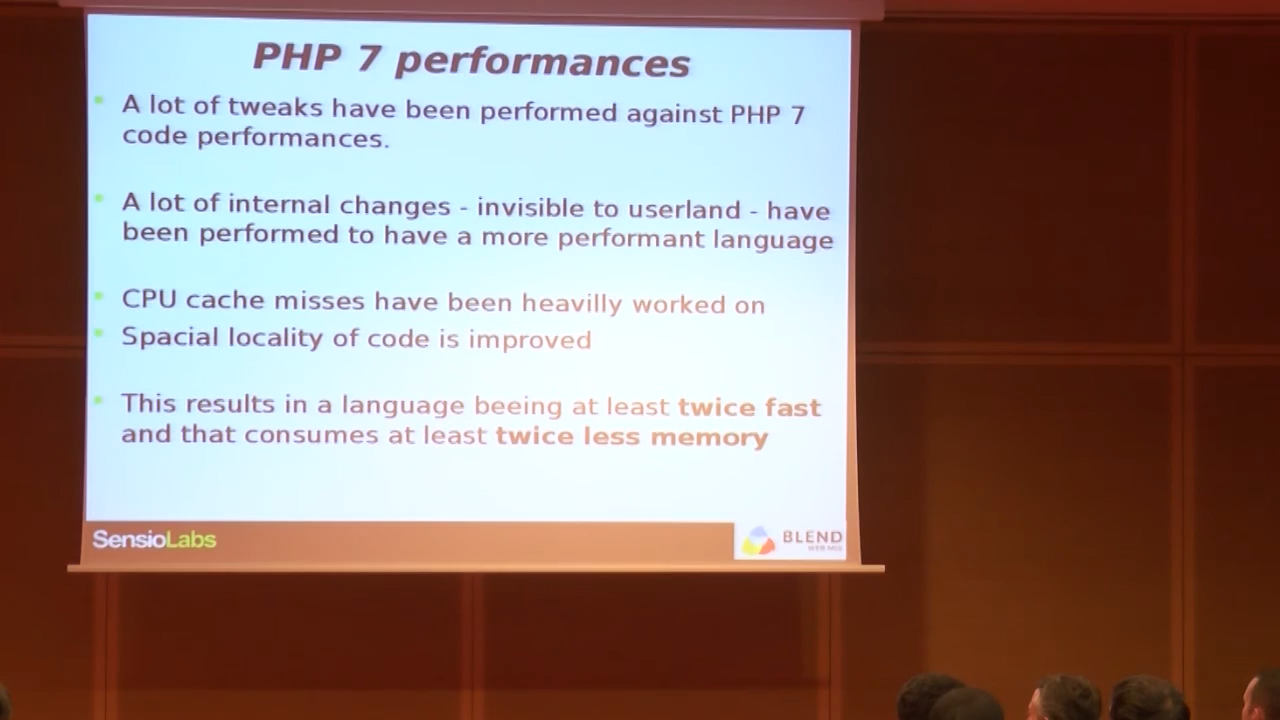 PHP 7 performances
A lot of tweaks have been performed against PHP 7
code performances.
A lot of internal changes - invisible to userland - have
been performed to have a more performant language
CPU cache misses have been heavilly worked on
Spacial locality of code is improved
This results in a language beeing at least twice fast
and that consumes at least twice less memory
SensioLabs
BLEND
WEB MIX